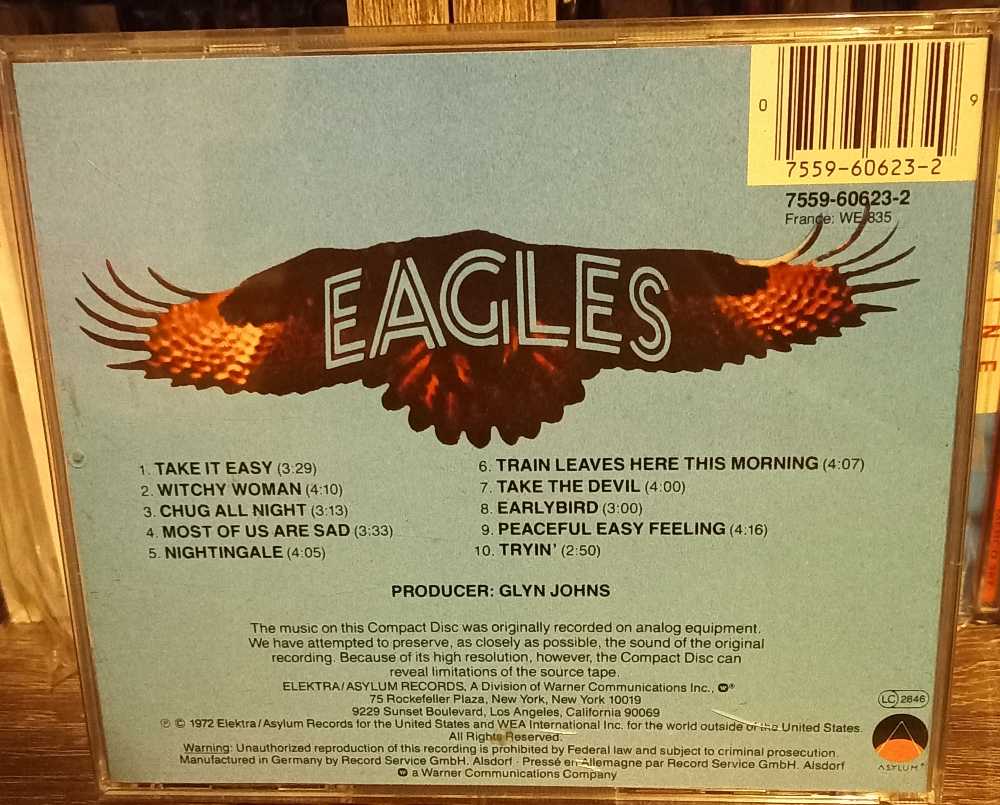 0 9
7559-60623-2
7559-60623-2
France: WE 835
EAGLES
1. TAKE IT EASY (3:29)
2. WITCHY WOMAN (4:10)
3. CHUG ALL NIGHT (3:13)
4. MOST OF US ARE SAD (3:33)
5. NIGHTINGALE (4:05)
6. TRAIN LEAVES HERE THIS MORNING (4:07)
7. TAKE THE DEVIL (4:00)
8. EARLYBIRD (3:00)
9. PEACEFUL EASY FEELING (4:16)
10. TRYIN' (2:50)
PRODUCER: GLYN JOHNS
The music on this Compact Disc was originally recorded on analog equipment.
We have attempted to preserve, as closely as possible, the sound of the original
recording. Because of its high resolution, however, the Compact Disc can
reveal limitations of the source tape.
ELEKTRA/ASYLUM RECORDS, A Division of Warner Communications Inc., ®
75 Rockefeller Plaza, New York, New York 10019
9229 Sunset Boulevard, Los Angeles, California 90069
℗ © 1972 Elektra/Asylum Records for the United States and WEA International Inc. for the world outside of the United States.
All Rights Reserved.
Warning: Unauthorized reproduction of this recording is prohibited by Federal law and subject to criminal prosecution.
Manufactured in Germany by Record Service GmbH. Alsdorf · Pressé en Allemagne par Record Service GmbH. Alsdorf
a Warner Communications Company
LC 2646
ASYLUM